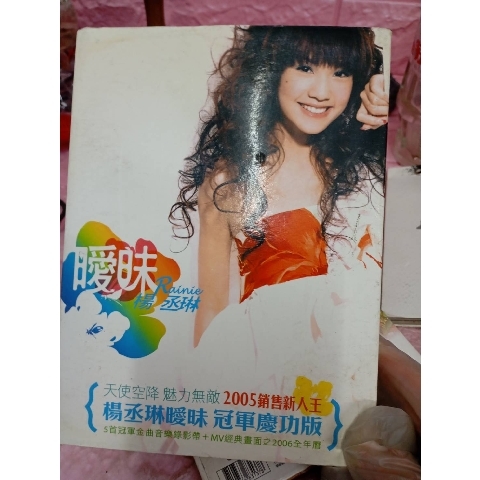 曖昧
Rainie
楊丞琳
天使空降 魅力無敵 2005銷售新人王
楊丞琳曖昧 冠軍慶功版
5首冠軍金曲音樂錄影帶+MV經典畫面之2006全年曆